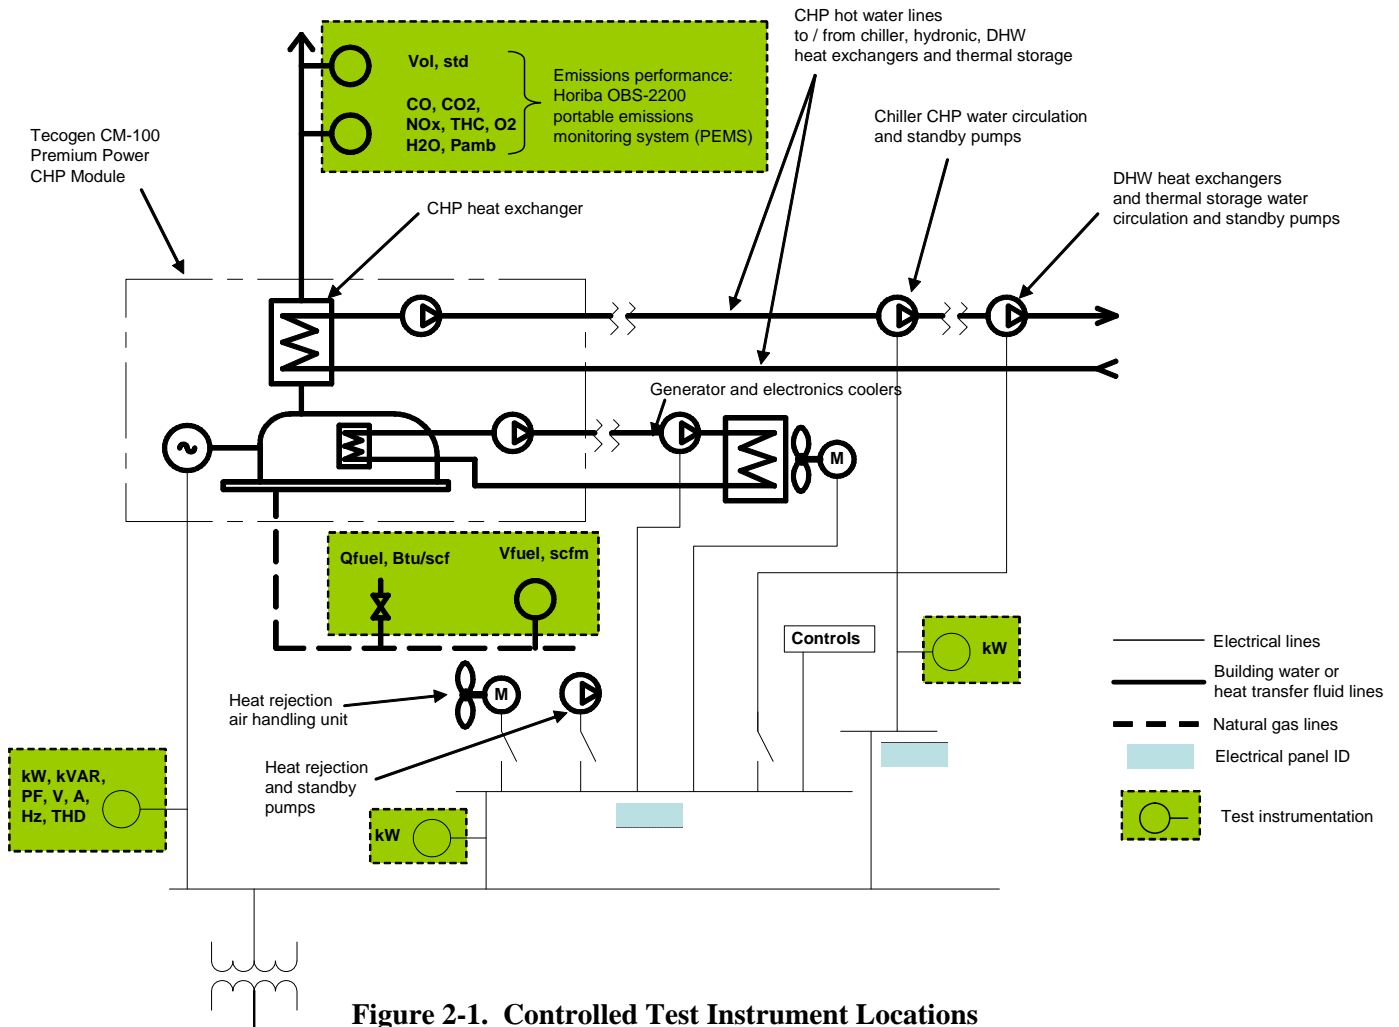 CHP hot water lines
to / from chiller, hydronic, DHW
heat exchangers and thermal storage
Vol, std
CO, CO2,
NOx, THC, O2
H2O, Pamb
Emissions performance:
Horiba OBS-2200
portable emissions
monitoring system (PEMS)
Chiller CHP water circulation
and standby pumps
Tecogen CM-100
Premium Power
CHP Module
DHW heat exchangers
and thermal storage water
circulation and standby pumps
CHP heat exchanger
Generator and electronics coolers
M
~
Qfuel, Btu/scf
Vfuel, scfm
Controls
kW
Electrical lines
Building water or
heat transfer fluid lines
Natural gas lines
Electrical panel ID
Test instrumentation
Heat rejection
air handling unit
M
Heat rejection
and standby
pumps
kW, kVAR,
PF, V, A,
Hz, THD
kW
Figure 2-1. Controlled Test Instrument Locations